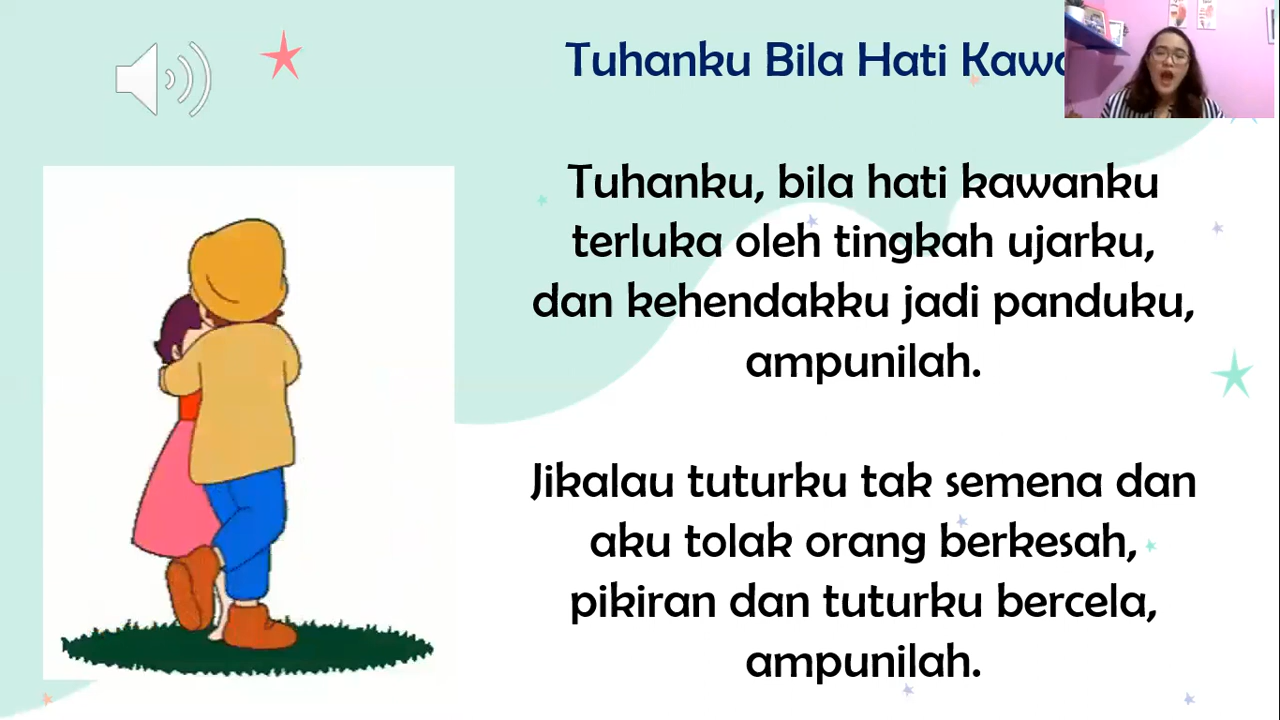 Tuhanku Bila Hati
Tuhanku, bila hati kawanku
terluka oleh tingkah ujarku,
dan kehendakku jadi panduku,
ampunilah.
Jikalau tuturku tak semena dan
aku tolak orang berkesah,
pikiran dan tuturku bercela,
ampunilah.